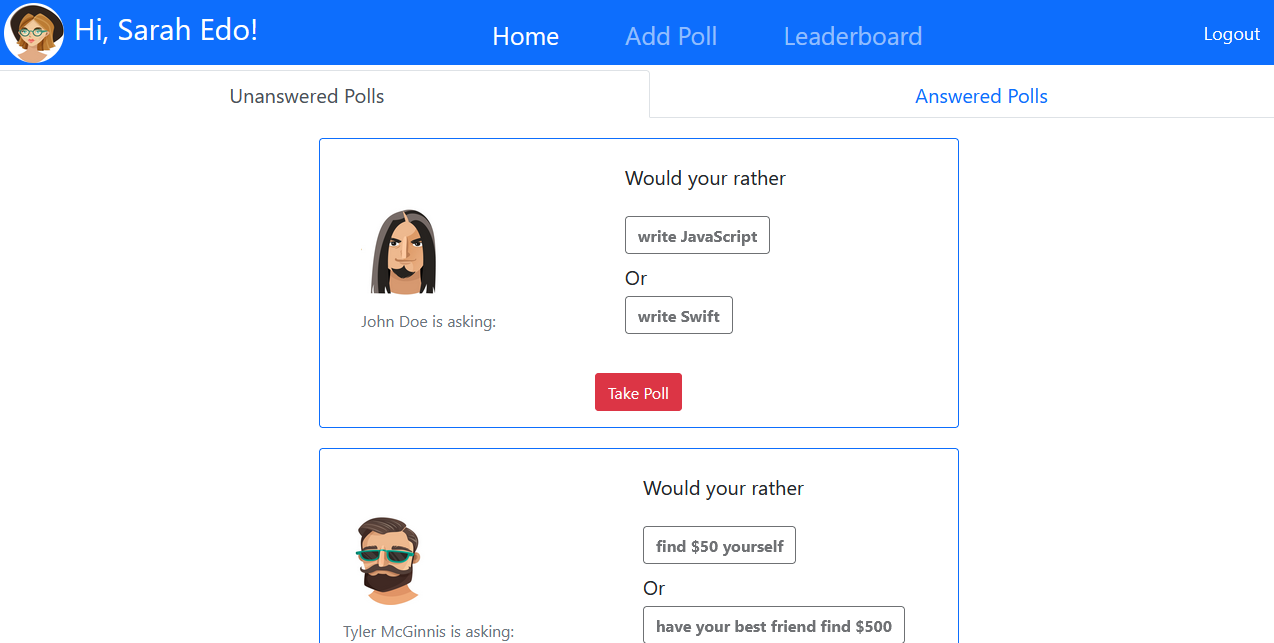 Hi, Sarah Edo!
Home
Add Poll
Leaderboard
Logout
Unanswered Polls
Answered Polls
Would your rather
write JavaScript
Or
write Swift
John Doe is asking:
Take Poll
Would your rather
find $50 yourself
Or
have your best friend find $500
Tyler McGinnis is asking: